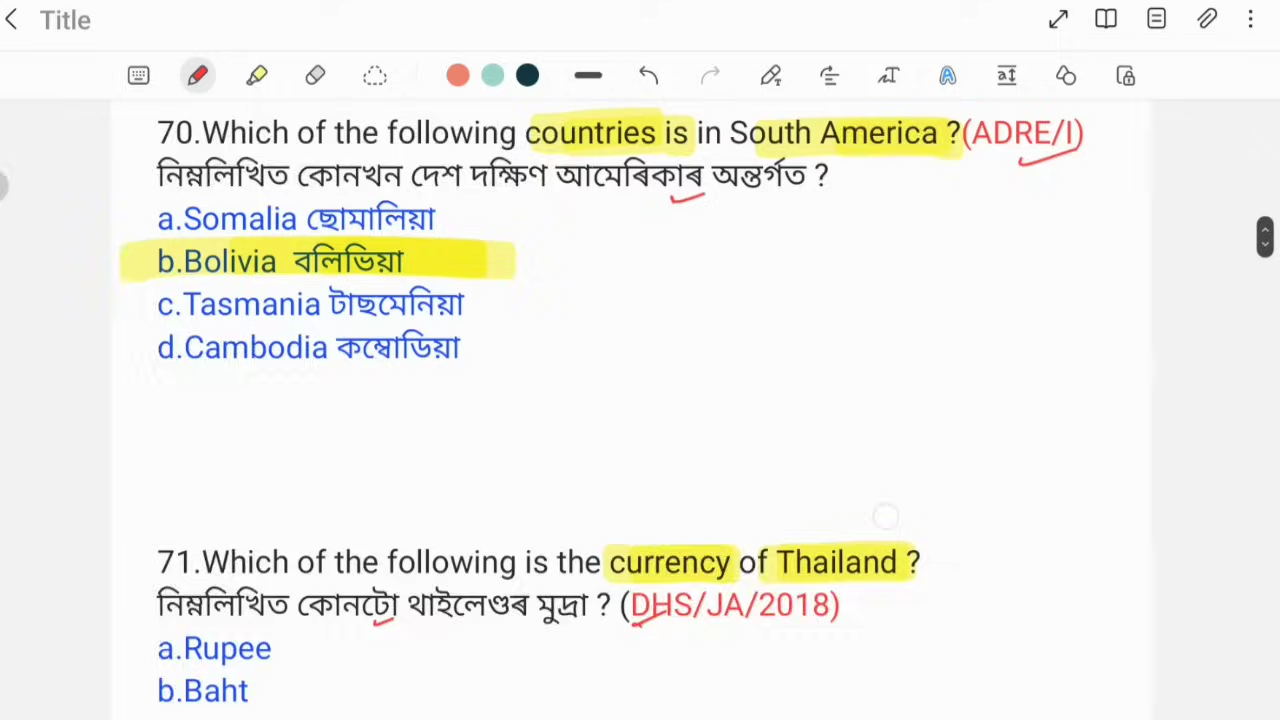 Title
70.Which of the following countries is in South America ?(ADRE/I)
নিম্নলিখিত কোনখন দেশ দক্ষিণ আমেৰিকাৰ অন্তৰ্গত ?
a.Somalia ছোমালিয়া
b.Bolivia বলিভিয়া
c.Tasmania টাছমেনিয়া
d.Cambodia কম্বোডিয়া
71.Which of the following is the currency of Thailand ?
নিম্নলিখিত কোনটো থাইলেণ্ডৰ মুদ্ৰা ? (DHS/JA/2018)
a.Rupee
b.Baht